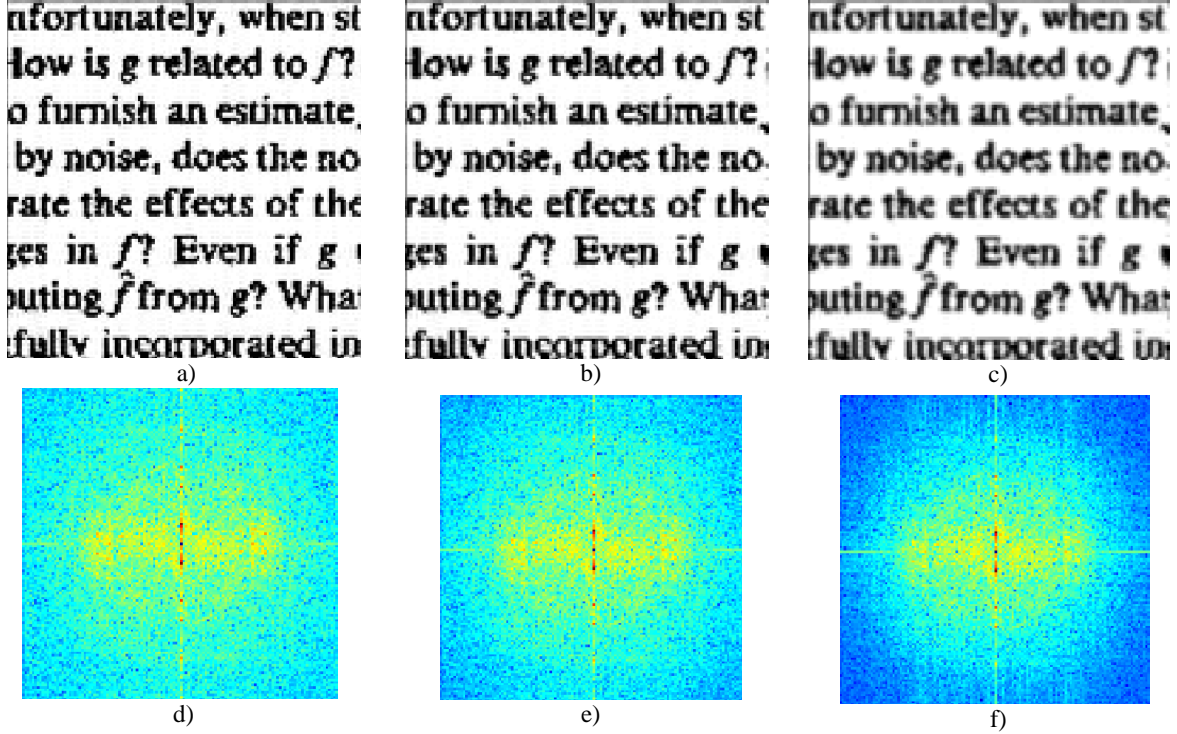 nfortunately, when st
How is g related to f?
o furnish an estimate,
by noise, does the no
rate the effects of the
ges in f? Even if g
puting f̂ from g? What
fully incorporated in
a)
nfortunately, when st
How is g related to f?
o furnish an estimate,
by noise, does the no
rate the effects of the
ges in f? Even if g
puting f̂ from g? What
fully incorporated in
b)
nfortunately, when st
How is g related to f?
o furnish an estimate,
by noise, does the no
rate the effects of the
ges in f? Even if g
puting f̂ from g? What
fully incorporated in
c)
d)
e)
f)